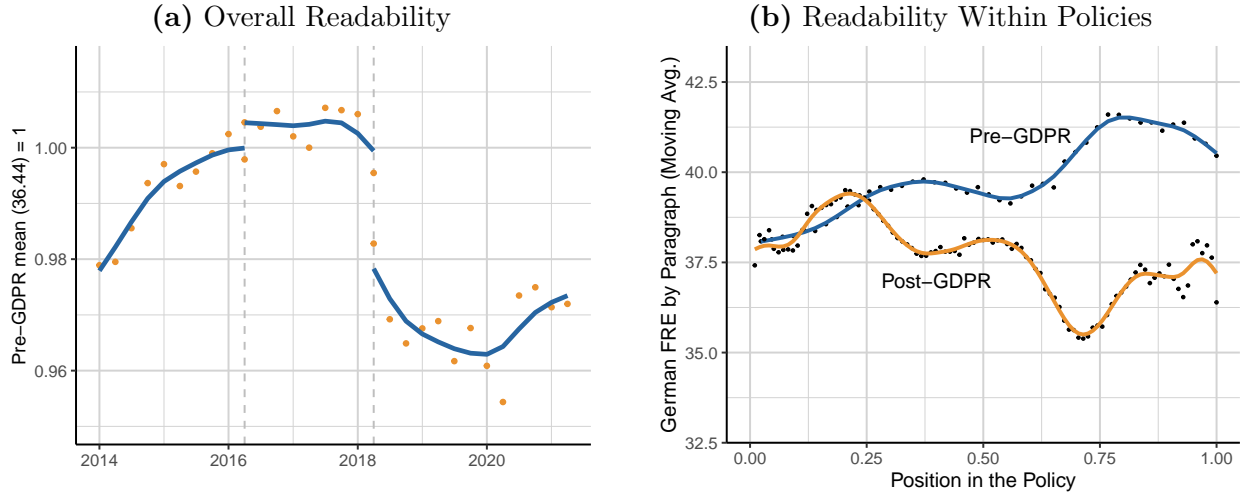 (a) Overall Readability
Pre−GDPR mean (36.44) = 1
1.00
0.98
0.96
2014
2016
2018
2020
(b) Readability Within Policies
German FRE by Paragraph (Moving Avg.)
42.5
40.0
37.5
35.0
32.5
Pre−GDPR
Post−GDPR
0.00
0.25
0.50
0.75
1.00
Position in the Policy